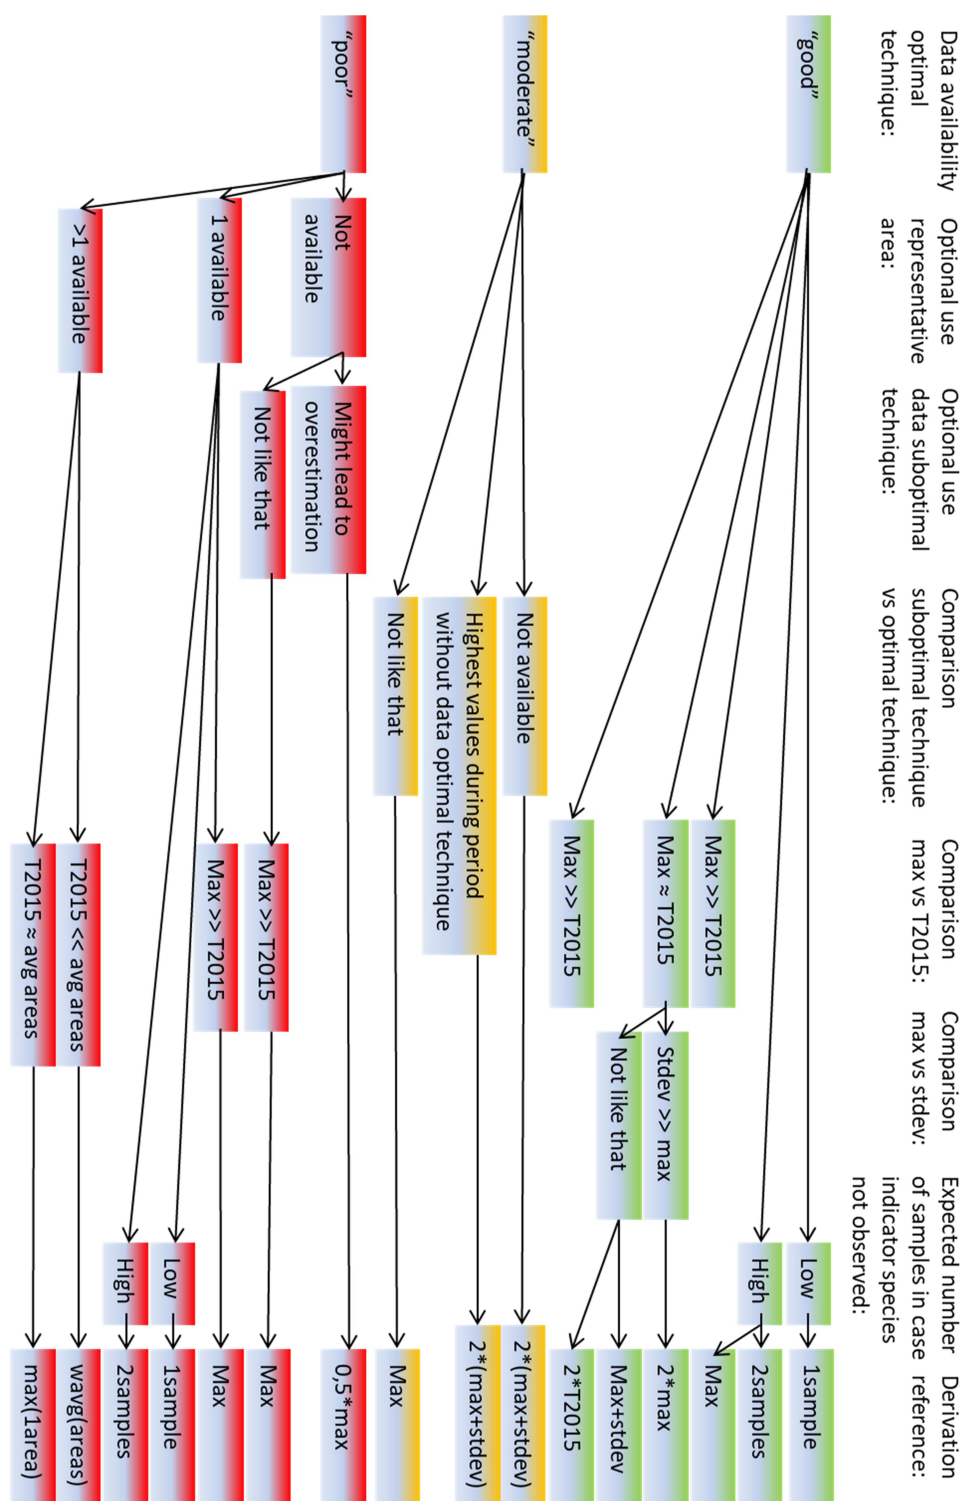 Data availability
optimal
technique:
Optional use
representative
area:
Optional use
data suboptimal
technique:
Comparison
suboptimal technique
vs optimal technique:
Comparison
max vs T2015:
Comparison
max vs stdev:
Expected number
of samples in case
indicator species
not observed:
Derivation
reference:
“good”
Low
1sample
High
2samples
Max
Max >> T2015
Max ≈ T2015
Stdev >> max
2*max
Not like that
Max+stdev
2*T2015
Max >> T2015
“moderate”
Not available
2*(max+stdev)
Highest values during period
without data optimal technique
2*(max+stdev)
Not like that
Max
“poor”
Not
available
Might lead to
overestimation
0,5*max
Not like that
Max >> T2015
Max
1 available
Max >> T2015
Max
Low
1sample
High
2samples
>1 available
T2015 << avg areas
wavg(areas)
T2015 ≈ avg areas
max(1area)